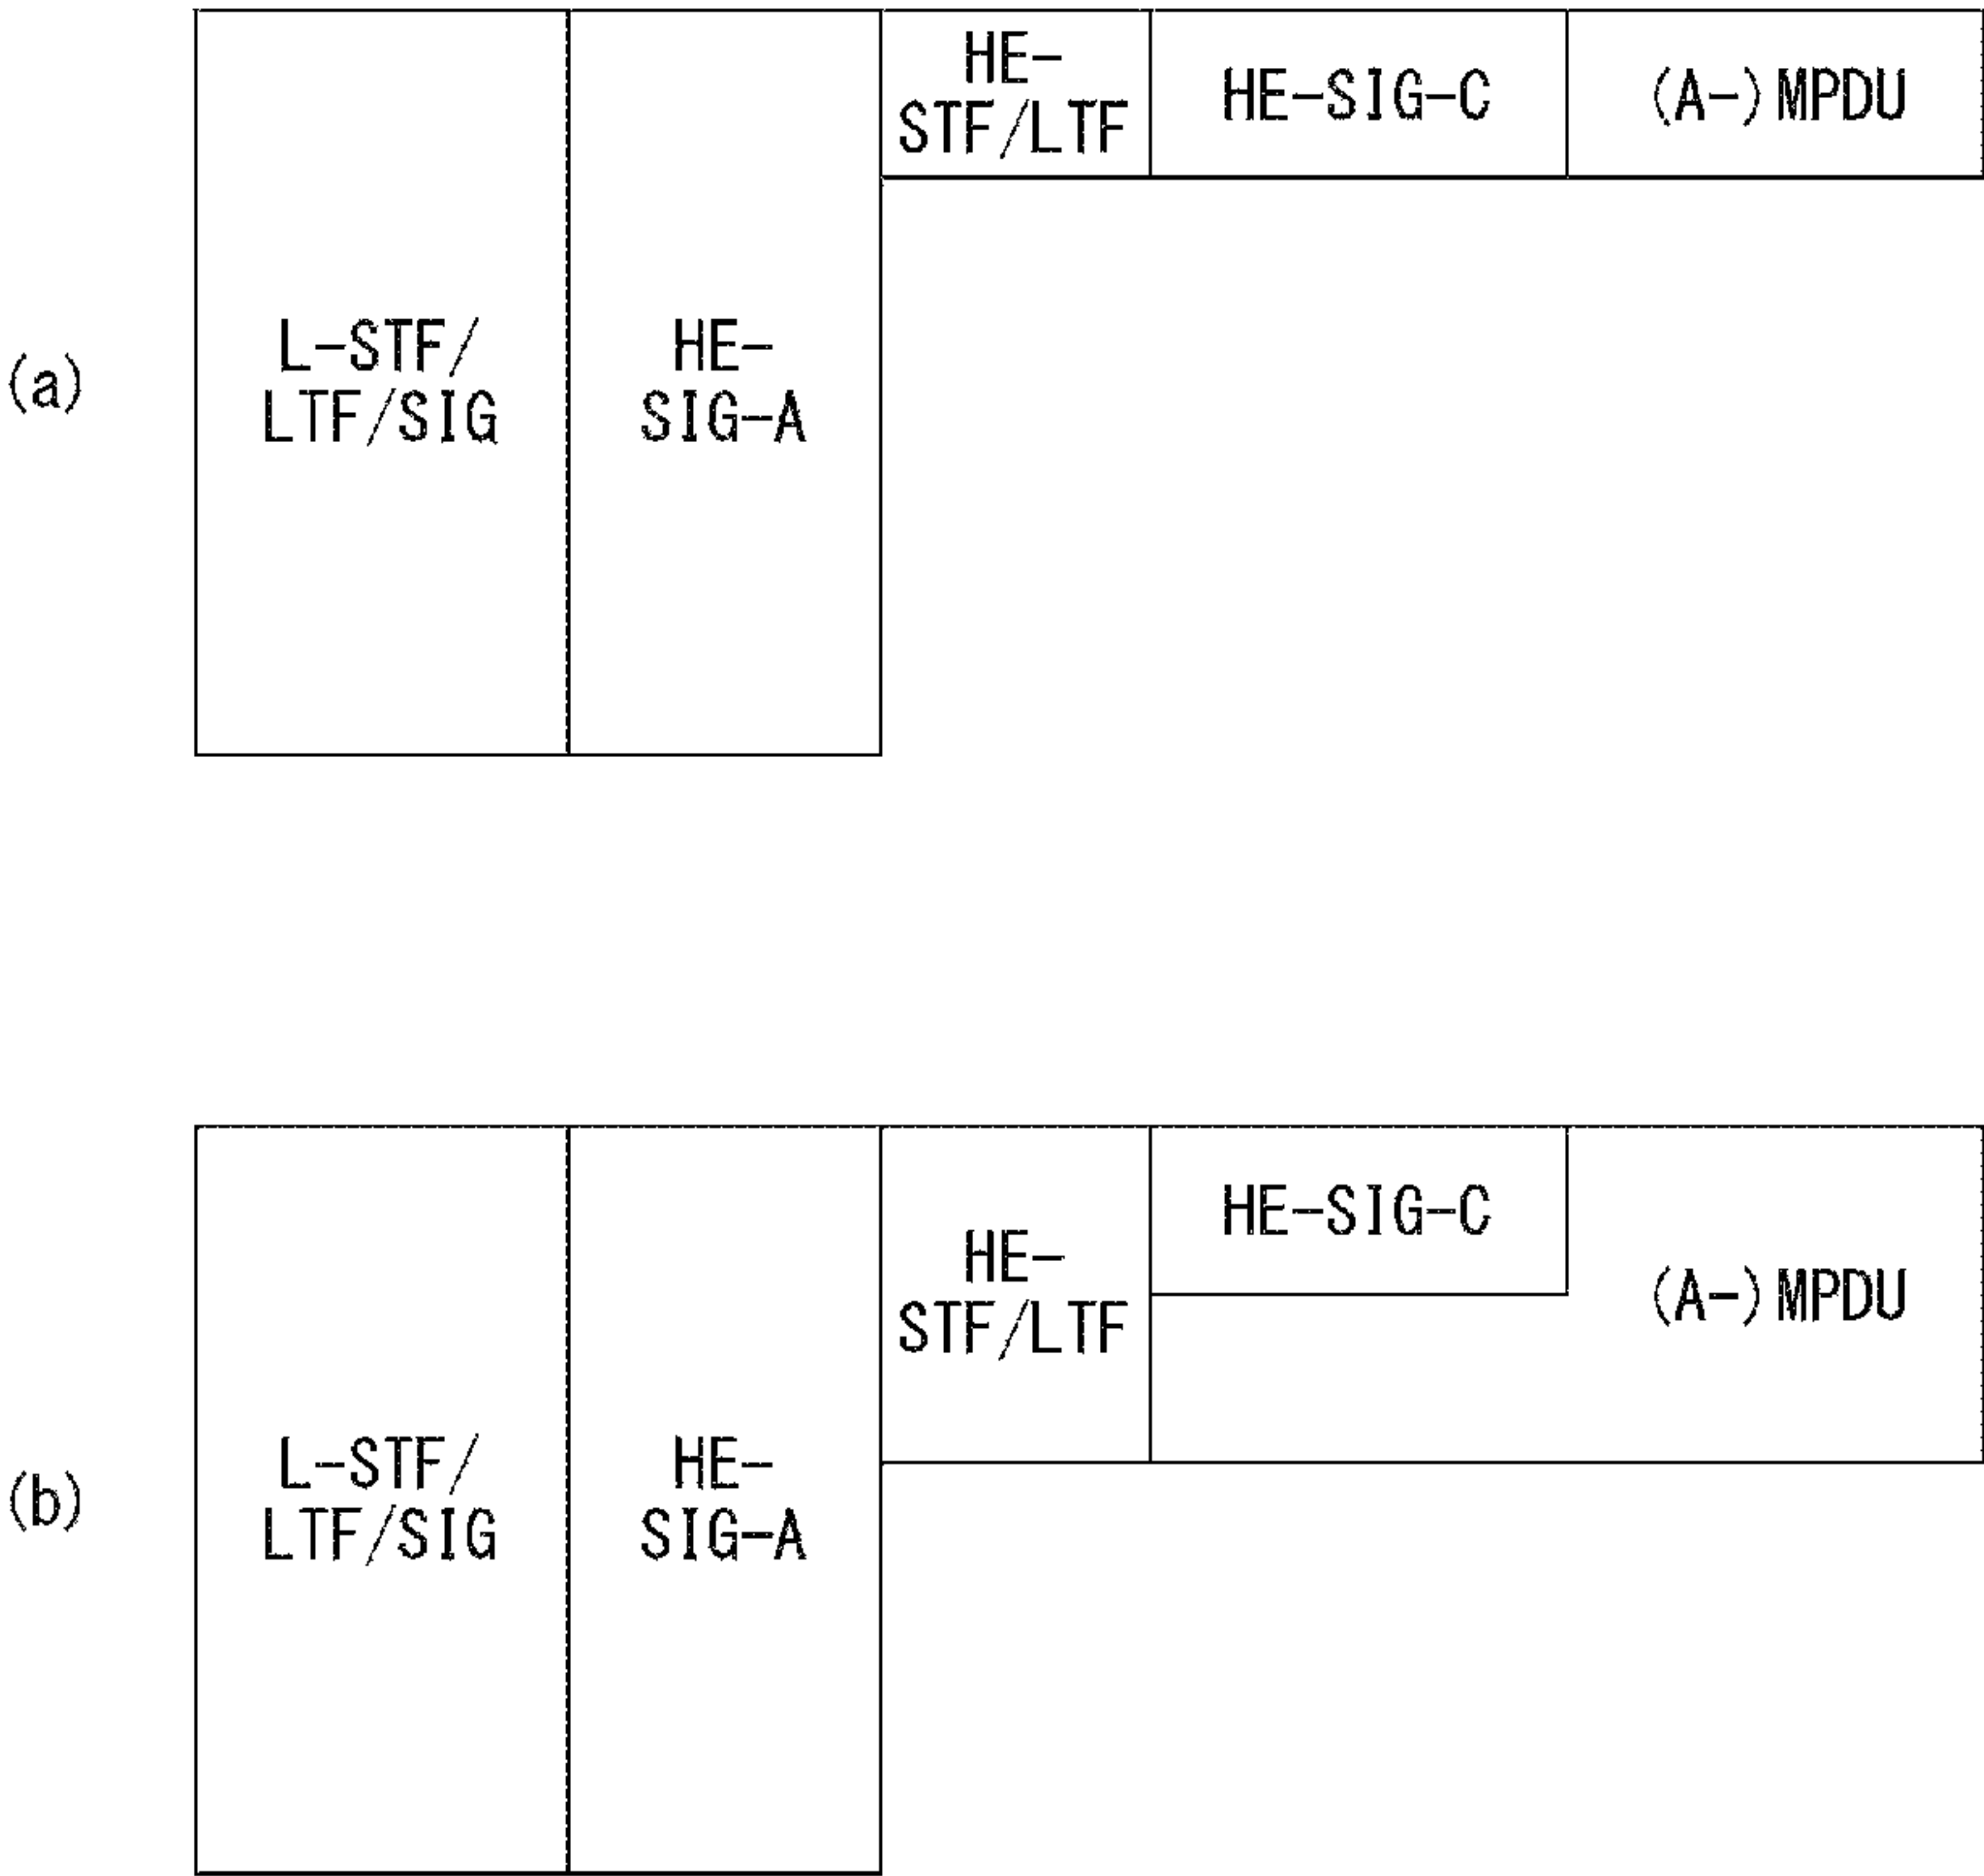 HE-
STF/LTF
HE-SIG-C
(A-)MPDU
(a)
L-STF/
LTF/SIG
HE-
SIG-A
HE-SIG-C
HE-
STF/LTF
(A-)MPDU
(b)
L-STF/
LTF/SIG
HE-
SIG-A